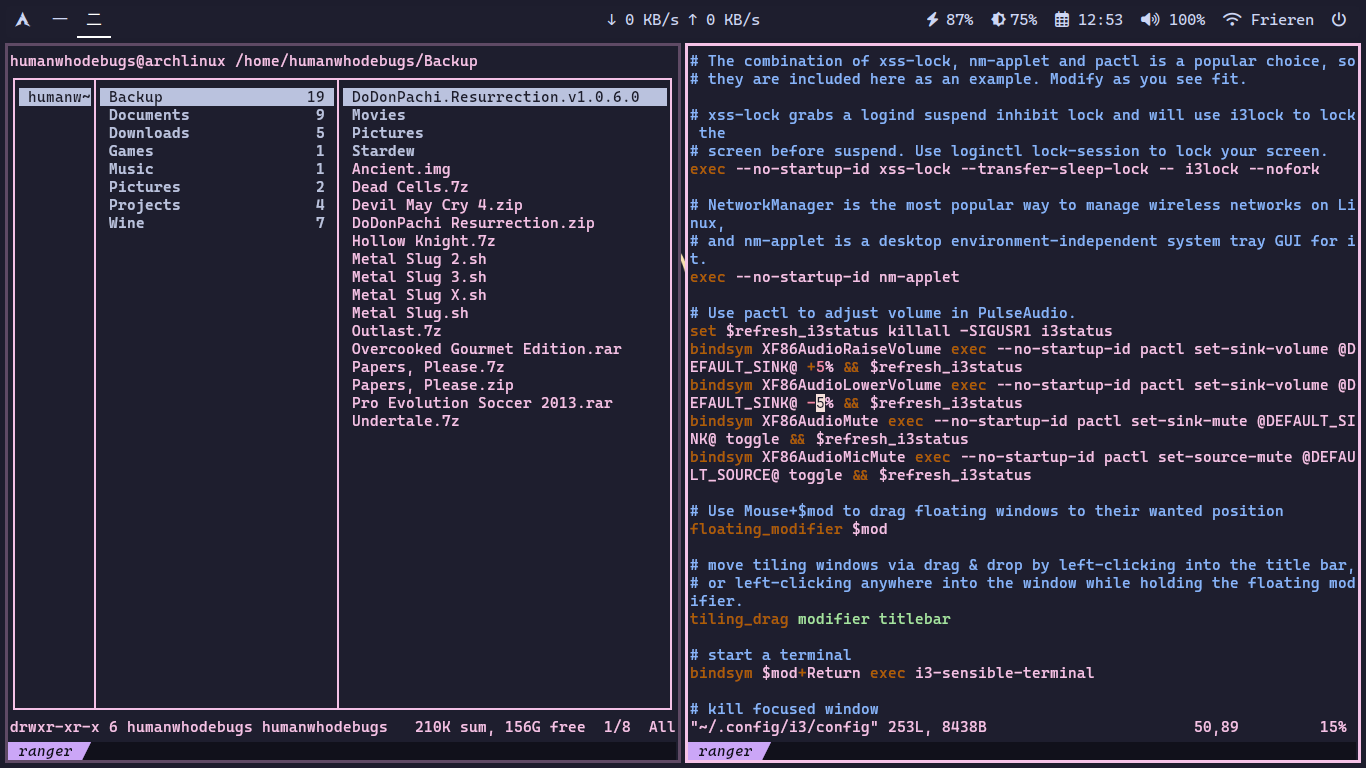 一 二 ↓ 0 KB/s ↑ 0 KB/s 87% 75% 12:53 100% Frieren
humanwhodebugs@archlinux /home/humanwhodebugs/Backup
humanw~ Backup 19 DoDonPachi.Resurrection.v1.0.6.0
Documents 9 Movies
Downloads 5 Pictures
Games 1 Stardew
Music 1 Ancient.img
Pictures 2 Dead Cells.7z
Projects 4 Devil May Cry 4.zip
Wine 7 DoDonPachi Resurrection.zip
Hollow Knight.7z
Metal Slug 2.sh
Metal Slug 3.sh
Metal Slug X.sh
Metal Slug.sh
Outlast.7z
Overcooked Gourmet Edition.rar
Papers, Please.7z
Papers, Please.zip
Pro Evolution Soccer 2013.rar
Undertale.7z
drwxr-xr-x 6 humanwhodebugs humanwhodebugs 210K sum, 156G free 1/8 All
ranger
# The combination of xss-lock, nm-applet and pactl is a popular choice, so
# they are included here as an example. Modify as you see fit.
# xss-lock grabs a logind suspend inhibit lock and will use i3lock to lock
the
# screen before suspend. Use loginctl lock-session to lock your screen.
exec --no-startup-id xss-lock --transfer-sleep-lock -- i3lock --nofork
# NetworkManager is the most popular way to manage wireless networks on Li
nux,
# and nm-applet is a desktop environment-independent system tray GUI for i
t.
exec --no-startup-id nm-applet
# Use pactl to adjust volume in PulseAudio.
set $refresh_i3status killall -SIGUSR1 i3status
bindsym XF86AudioRaiseVolume exec --no-startup-id pactl set-sink-volume @D
EFAULT_SINK@ +5% && $refresh_i3status
bindsym XF86AudioLowerVolume exec --no-startup-id pactl set-sink-volume @D
EFAULT_SINK@ -5% && $refresh_i3status
bindsym XF86AudioMute exec --no-startup-id pactl set-sink-mute @DEFAULT_SI
NK@ toggle && $refresh_i3status
bindsym XF86AudioMicMute exec --no-startup-id pactl set-source-mute @DEFAU
LT_SOURCE@ toggle && $refresh_i3status
# Use Mouse+$mod to drag floating windows to their wanted position
floating_modifier $mod
# move tiling windows via drag & drop by left-clicking into the title bar,
# or left-clicking anywhere into the window while holding the floating mod
ifier.
tiling_drag modifier titlebar
# start a terminal
bindsym $mod+Return exec i3-sensible-terminal
# kill focused window
"~/.config/i3/config" 253L, 8438B 50,89 15%
ranger